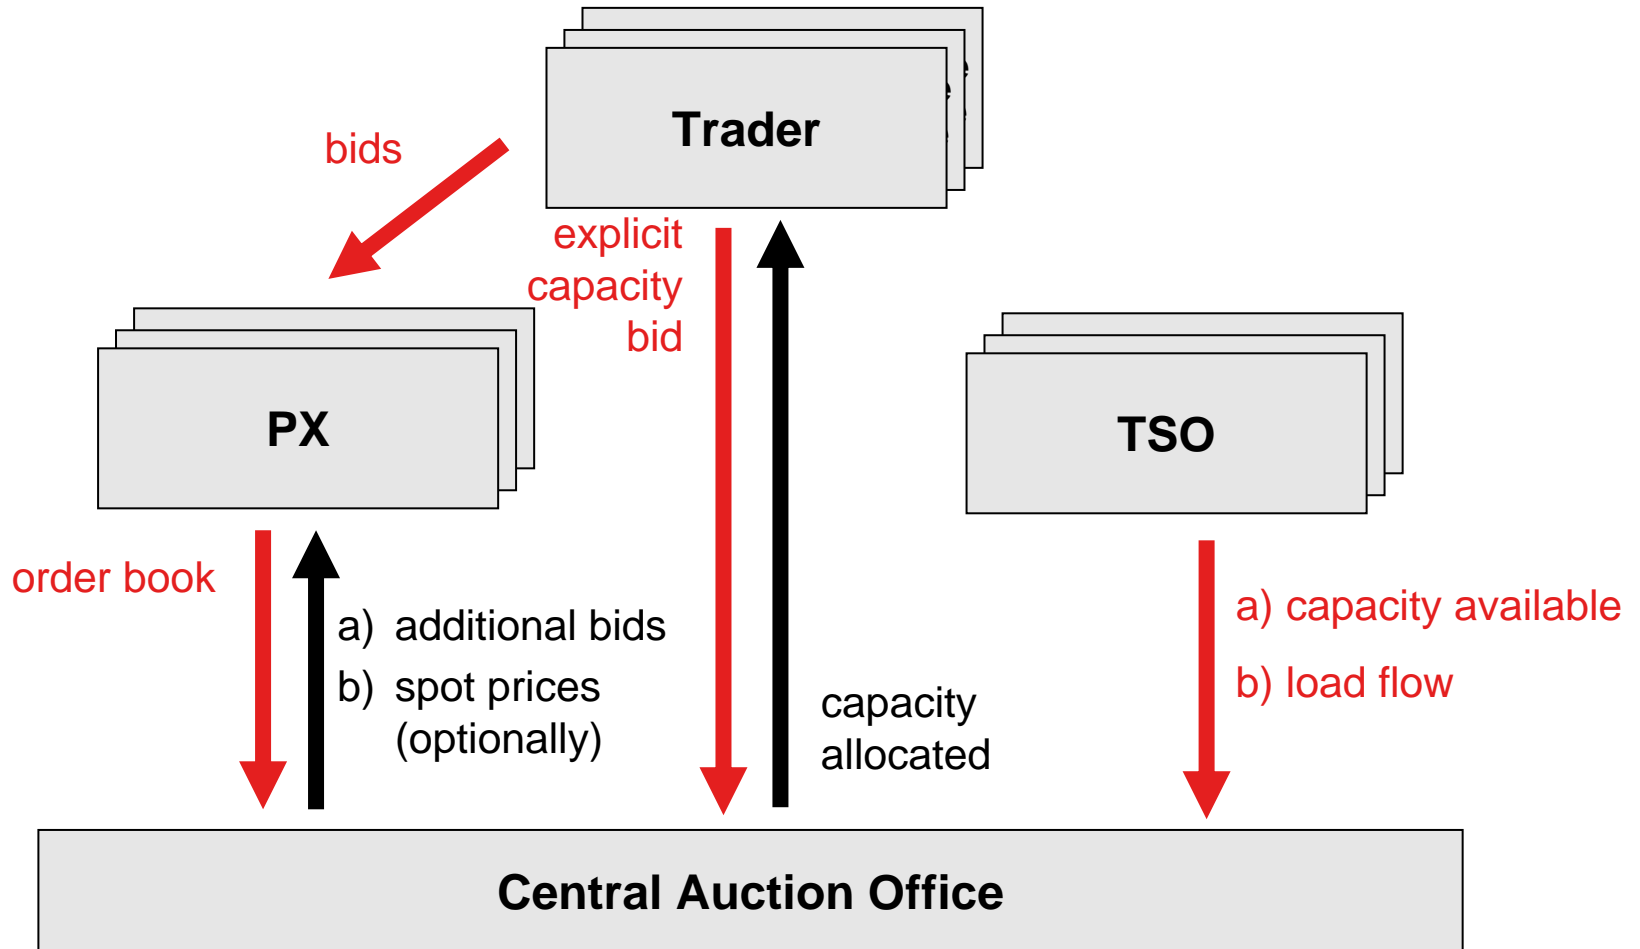 Trader
bids
explicit
capacity
bid
PX
TSO
order book
a) additional bids
b) spot prices
(optionally)
capacity
allocated
a) capacity available
b) load flow
Central Auction Office